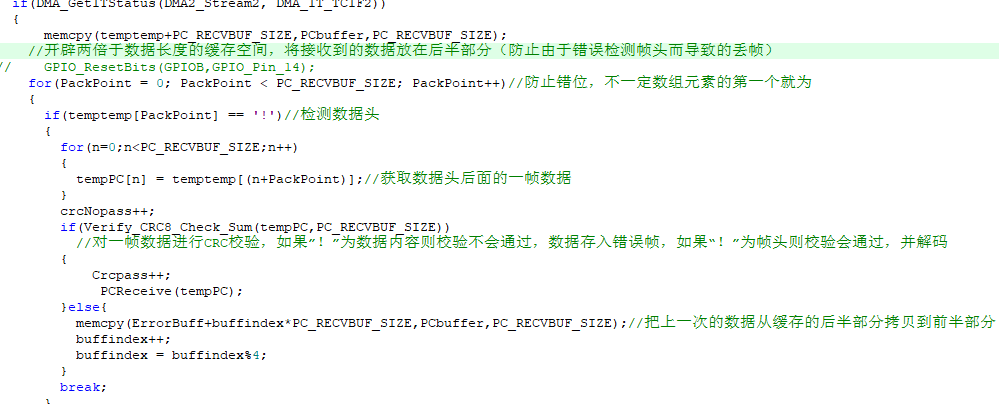 if(DMA_GetITStatus(DMA2_Stream2, DMA_IT_TCIF2))
{
memcpy(temptemp+PC_RECVBUF_SIZE,PCbuffer,PC_RECVBUF_SIZE);
//开辟两倍于数据长度的缓存空间，将接收到的数据放在后半部分（防止由于错误检测帧头而导致的丢帧）
// GPIO_ResetBits(GPIOB,GPIO_Pin_14);
for(PackPoint = 0; PackPoint < PC_RECVBUF_SIZE; PackPoint++)//防止错位，不一定数组元素的第一个就为
{
if(temptemp[PackPoint] == '!')//检测数据头
{
for(n=0;n<PC_RECVBUF_SIZE;n++)
{
tempPC[n] = temptemp[(n+PackPoint)];//获取数据头后面的一帧数据
}
crcNopass++;
if(Verify_CRC8_Check_Sum(tempPC,PC_RECVBUF_SIZE))
//对一帧数据进行CRC校验，如果”！”为数据内容则校验不会通过，数据存入错误帧，如果“！”为帧头则校验会通过，并解码
{
Crcpass++;
PCReceive(tempPC);
}else{
memcpy(ErrorBuff+buffindex*PC_RECVBUF_SIZE,PCbuffer,PC_RECVBUF_SIZE);//把上一次的数据从缓存的后半部分拷贝到前半部分
buffindex++;
buffindex = buffindex%4;
}
break;
}